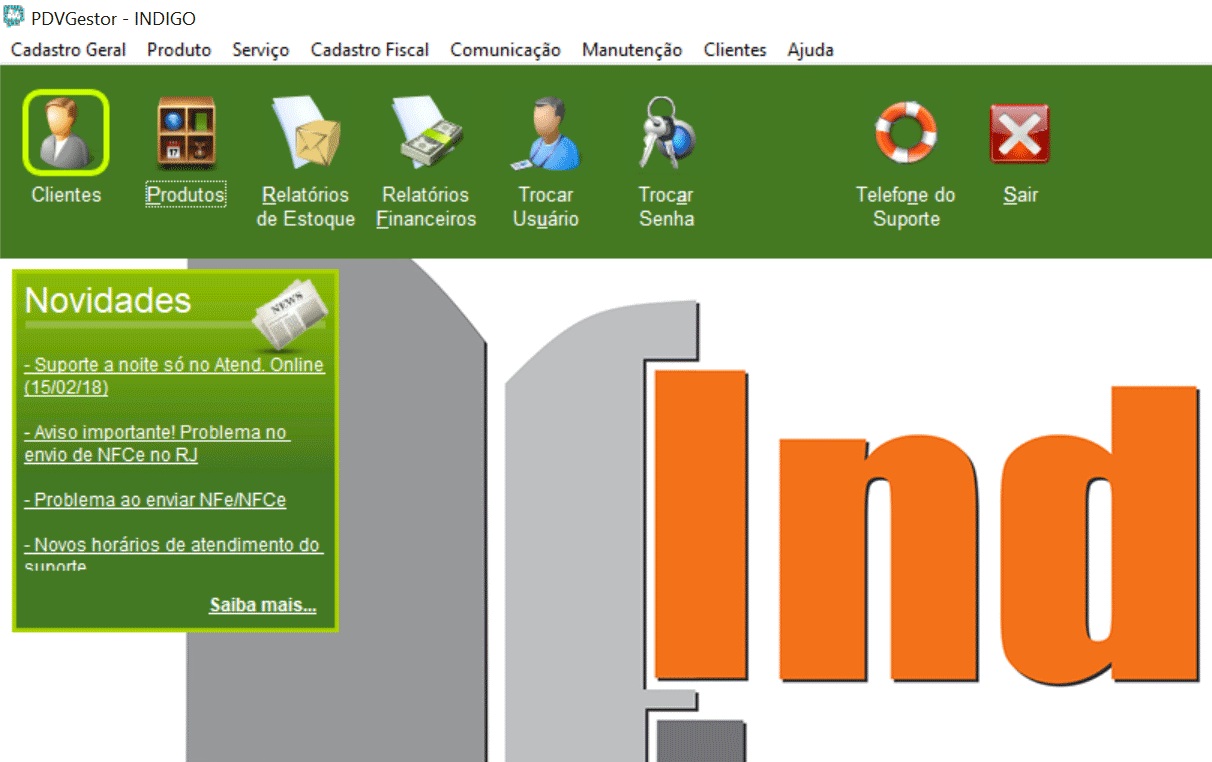 PDVGestor - INDIGO
Cadastro Geral Produto Serviço Cadastro Fiscal Comunicação Manutenção Clientes Ajuda
Clientes
Produtos
Relatórios
de Estoque
Relatórios
Financeiros
Trocar
Usuário
Trocar
Senha
Telefone do
Suporte
Sair
Novidades
NEWS
- Suporte a noite só no Atend. Online
(15/02/18)
- Aviso importante! Problema no
envio de NFCe no RJ
- Problema ao enviar NFe/NFCe
- Novos horários de atendimento do
suporte
Saiba mais...
Ind